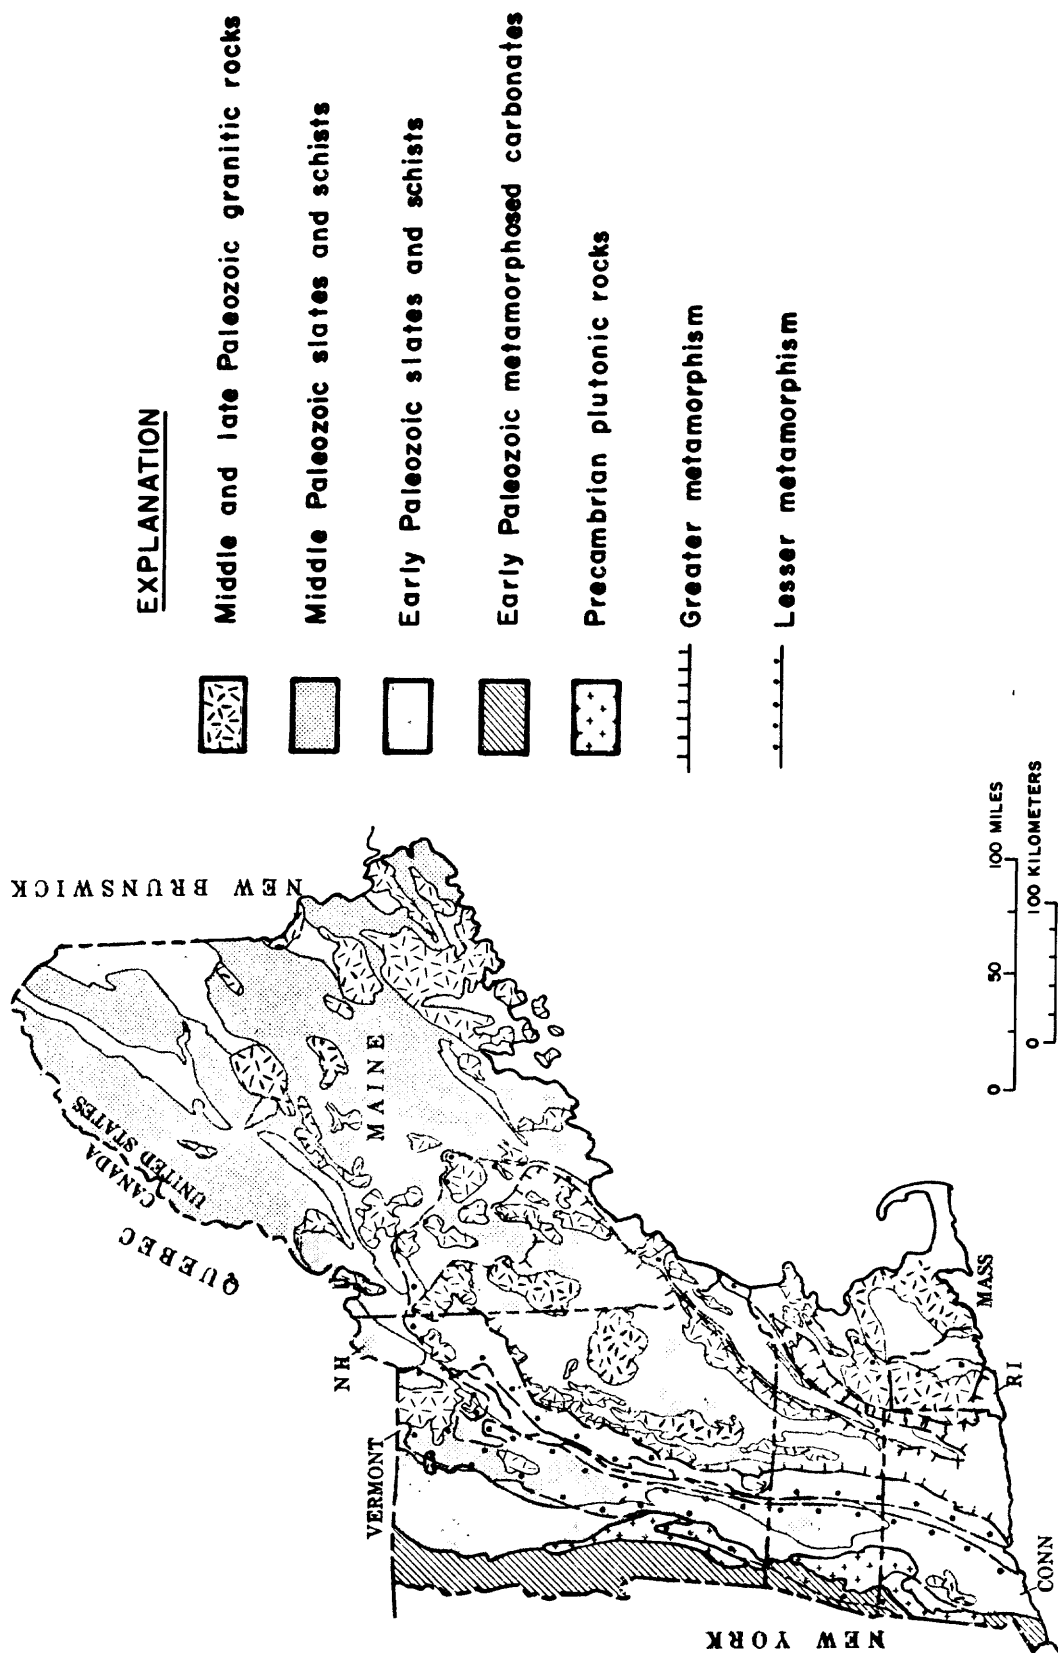 EXPLANATION
Middle and late Paleozoic granitic rocks
Middle Paleozoic slates and schists
Early Paleozoic slates and schists
Early Paleozoic metamorphosed carbonates
Precambrian plutonic rocks
Greater metamorphism
Lesser metamorphism
NEW BRUNSWICK
QUEBEC
CANADA
UNITED STATES
MAINE
NH
VERMONT
NEW YORK
MASS
RI
CONN
0 50 100 MILES
0 100 KILOMETERS